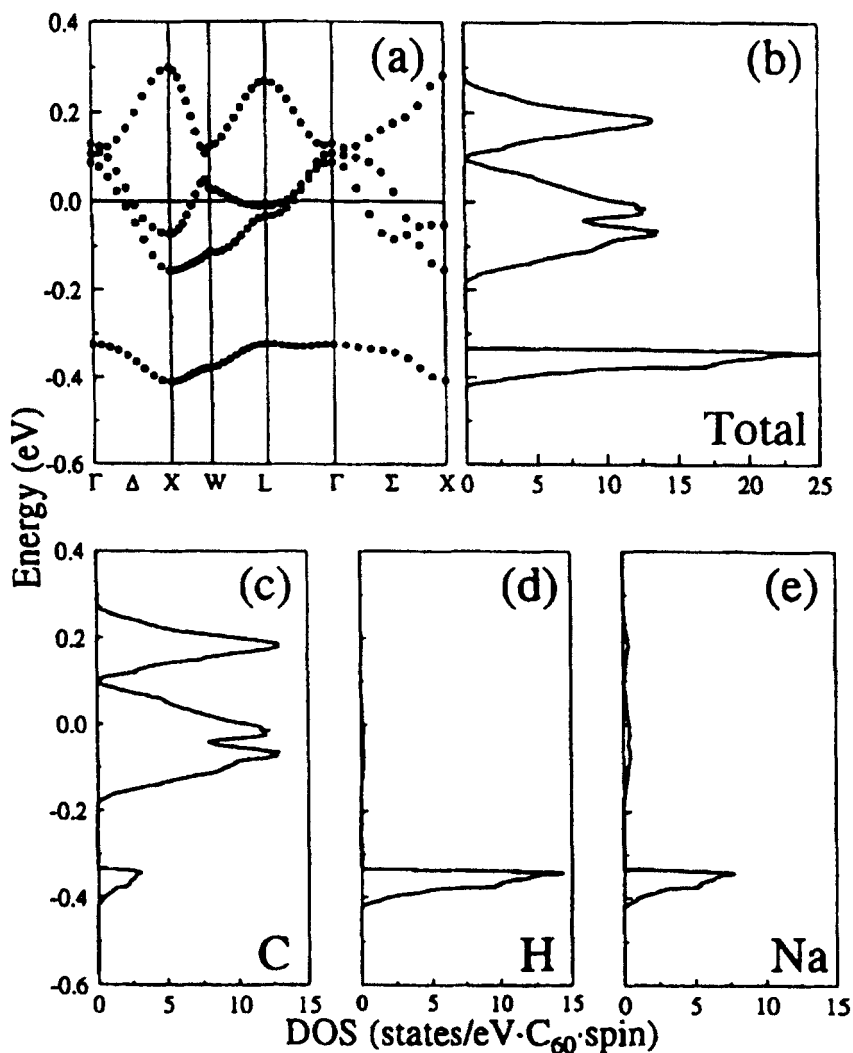 0.4
0.2
0.0
-0.2
-0.4
-0.6
(a)
Γ Δ X W L Γ Σ X
(b)
Total
0 5 10 15 20 25
Energy (eV)
0.4
0.2
0.0
-0.2
-0.4
-0.6
(c)
C
0 5 10 15
(d)
H
0 5 10 15
(e)
Na
0 5 10 15
DOS (states/eV·C₆₀·spin)